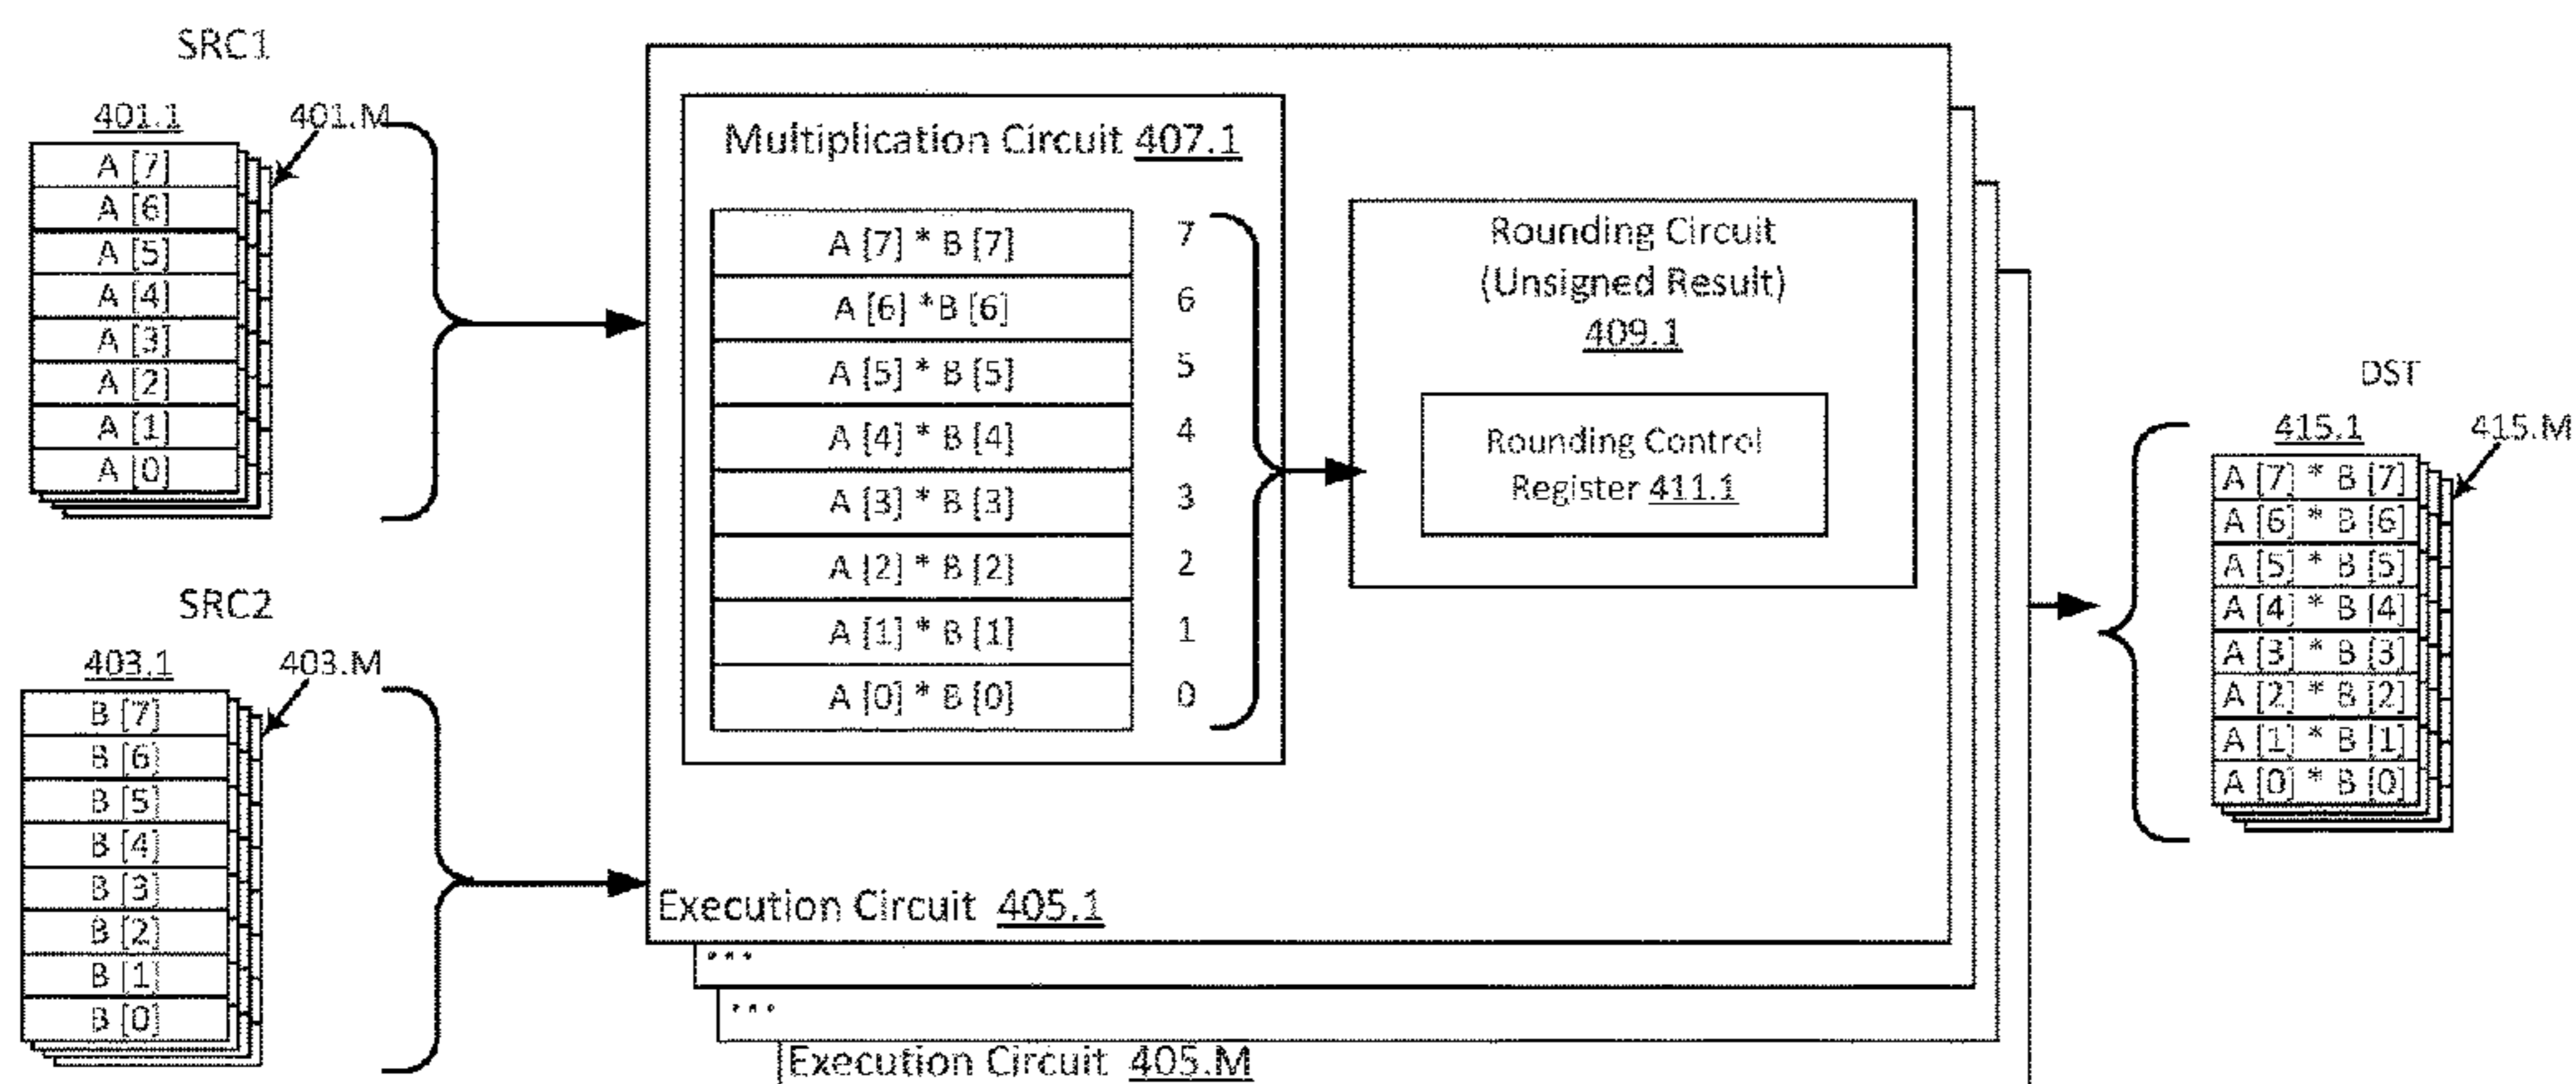 SRC1
401.1
401.M
A [7]
A [6]
A [5]
A [4]
A [3]
A [2]
A [1]
A [0]
SRC2
403.1
403.M
B [7]
B [6]
B [5]
B [4]
B [3]
B [2]
B [1]
B [0]
Multiplication Circuit 407.1
A [7] * B [7] 7
A [6] *B [6] 6
A [5] * B [5] 5
A [4] * B [4] 4
A [3] * B [3] 3
A [2] * B [2] 2
A [1] * B [1] 1
A [0] * B [0] 0
Rounding Circuit
(Unsigned Result)
409.1
Rounding Control
Register 411.1
Execution Circuit 405.1
...
...
Execution Circuit 405.M
DST
415.1
415.M
A [7] * B [7]
A [6] * B [6]
A [5] * B [5]
A [4] * B [4]
A [3] * B [3]
A [2] * B [2]
A [1] * B [1]
A [0] * B [0]